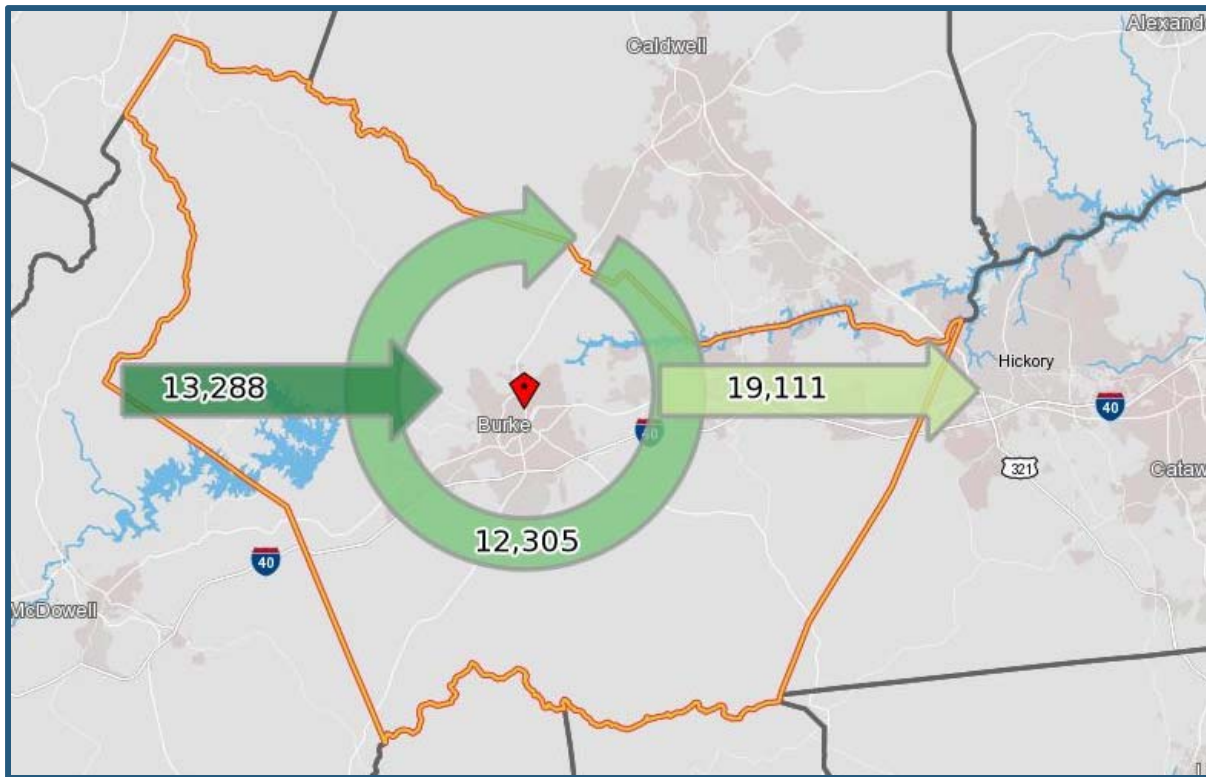 Alexand
Caldwell
Hickory
13,288
19,111
40
Burke
40
321
Cataw
12,305
40
McDowell